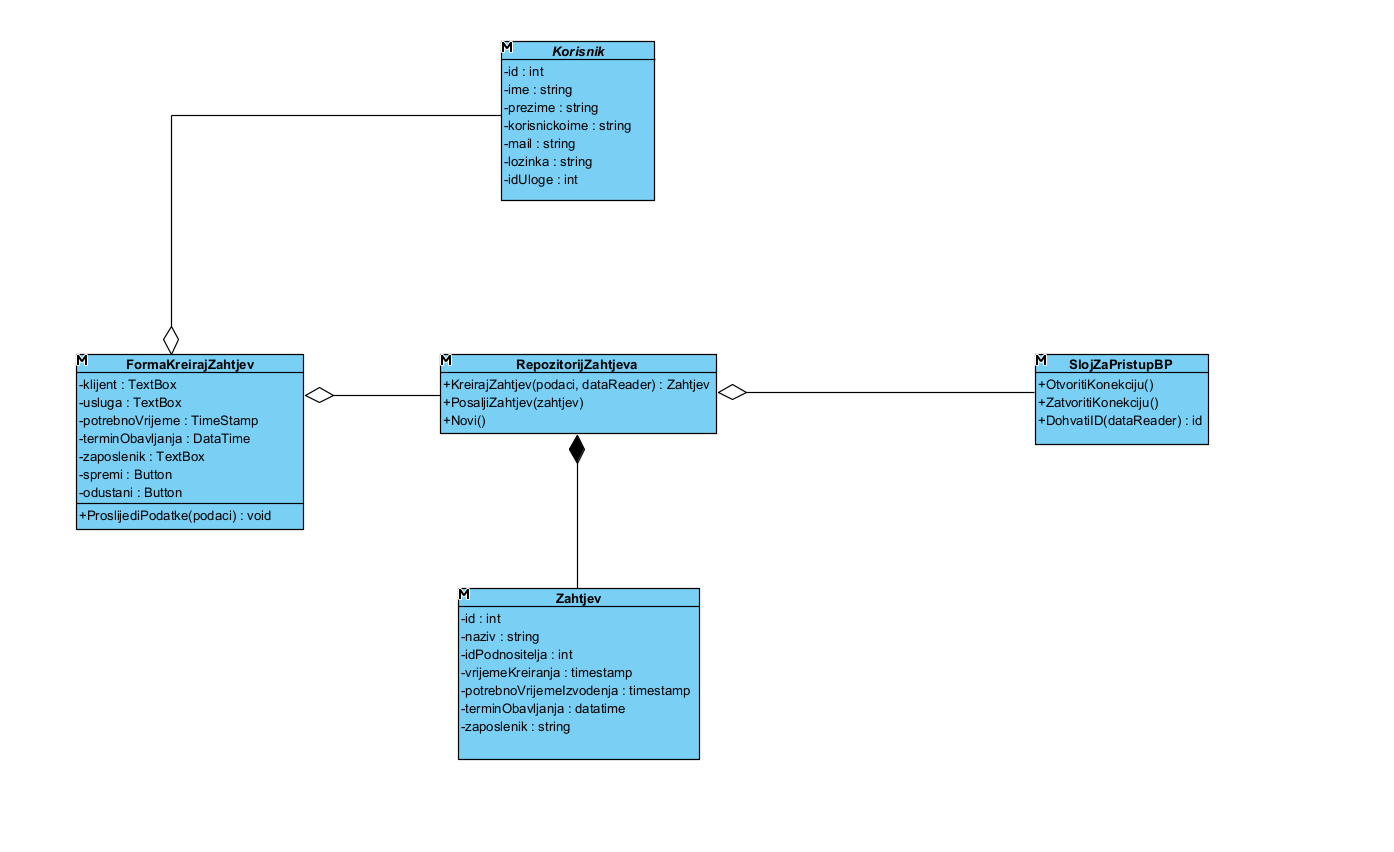 Korisnik
-id : int
-ime : string
-prezime : string
-korisnickoime : string
-mail : string
-lozinka : string
-idUloge : int
FormaKreirajZahtjev
-klijent : TextBox
-usluga : TextBox
-potrebnoVrijeme : TimeStamp
-terminObavljanja : DataTime
-zaposlenik : TextBox
-spremi : Button
-odustani : Button
+ProslijediPodatke(podaci) : void
RepozitorijZahtjeva
+KreirajZahtjev(podaci, dataReader) : Zahtjev
+PosaljiZahtjev(zahtjev)
+Novi()
SlojZaPristupBP
+OtvoritiKonekciju()
+ZatvoritiKonekciju()
+DohvatiID(dataReader) : id
Zahtjev
-id : int
-naziv : string
-idPodnositelja : int
-vrijemeKreiranja : timestamp
-potrebnoVrijemeIzvodenja : timestamp
-terminObavljanja : datatime
-zaposlenik : string